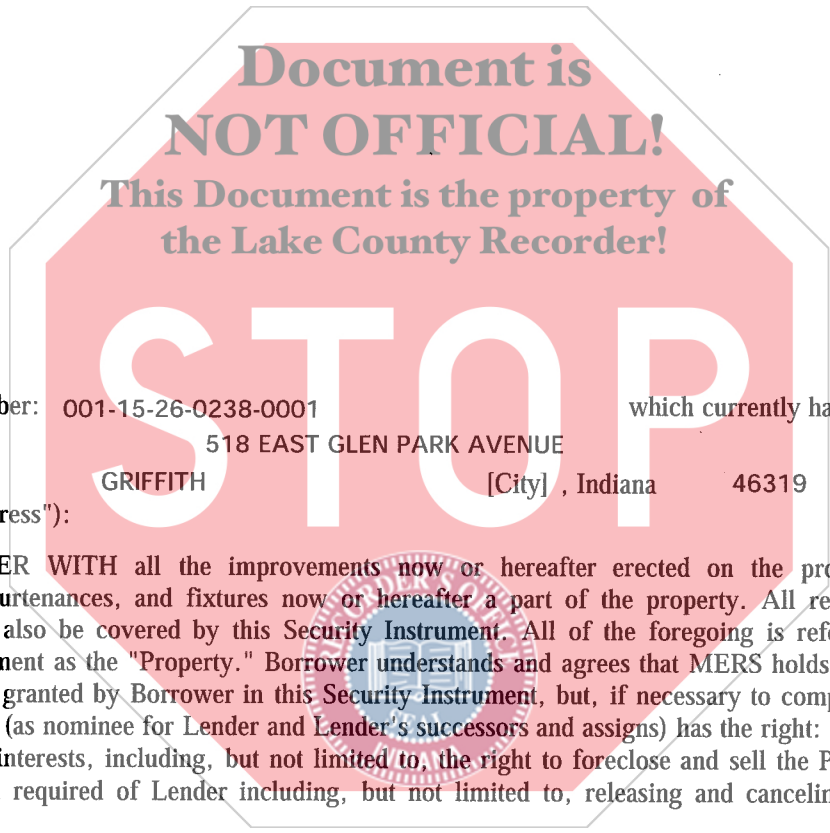 Document is
NOT OFFICIAL!
This Document is the property of
the Lake County Recorder!
STOP
ber: 001-15-26-0238-0001 which currently ha
518 EAST GLEN PARK AVENUE
GRIFFITH [City] , Indiana 46319
ress"):
ER WITH all the improvements now or hereafter erected on the pro
urtenances, and fixtures now or hereafter a part of the property. All re
also be covered by this Security Instrument. All of the foregoing is refe
ment as the "Property." Borrower understands and agrees that MERS holds
granted by Borrower in this Security Instrument, but, if necessary to comp
(as nominee for Lender and Lender's successors and assigns) has the right:
interests, including, but not limited to, the right to foreclose and sell the P
required of Lender including, but not limited to, releasing and cancelin
RECORDER'S OFFICE
SEAL